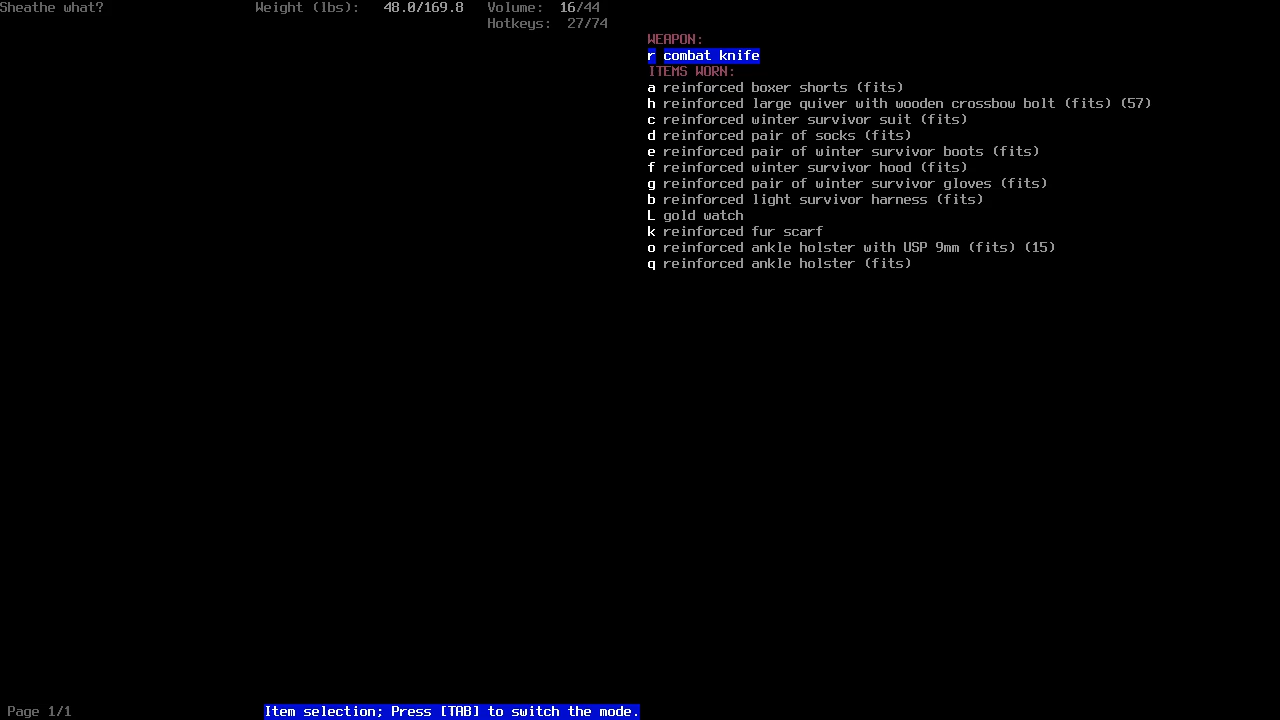 Sheathe what? Weight (lbs): 48.0/169.8 Volume: 16/44
Hotkeys: 27/74
WEAPON:
r combat knife
ITEMS WORN:
a reinforced boxer shorts (fits)
h reinforced large quiver with wooden crossbow bolt (fits) (57)
c reinforced winter survivor suit (fits)
d reinforced pair of socks (fits)
e reinforced pair of winter survivor boots (fits)
f reinforced winter survivor hood (fits)
g reinforced pair of winter survivor gloves (fits)
b reinforced light survivor harness (fits)
L gold watch
k reinforced fur scarf
o reinforced ankle holster with USP 9mm (fits) (15)
q reinforced ankle holster (fits)
Page 1/1 Item selection; Press [TAB] to switch the mode.